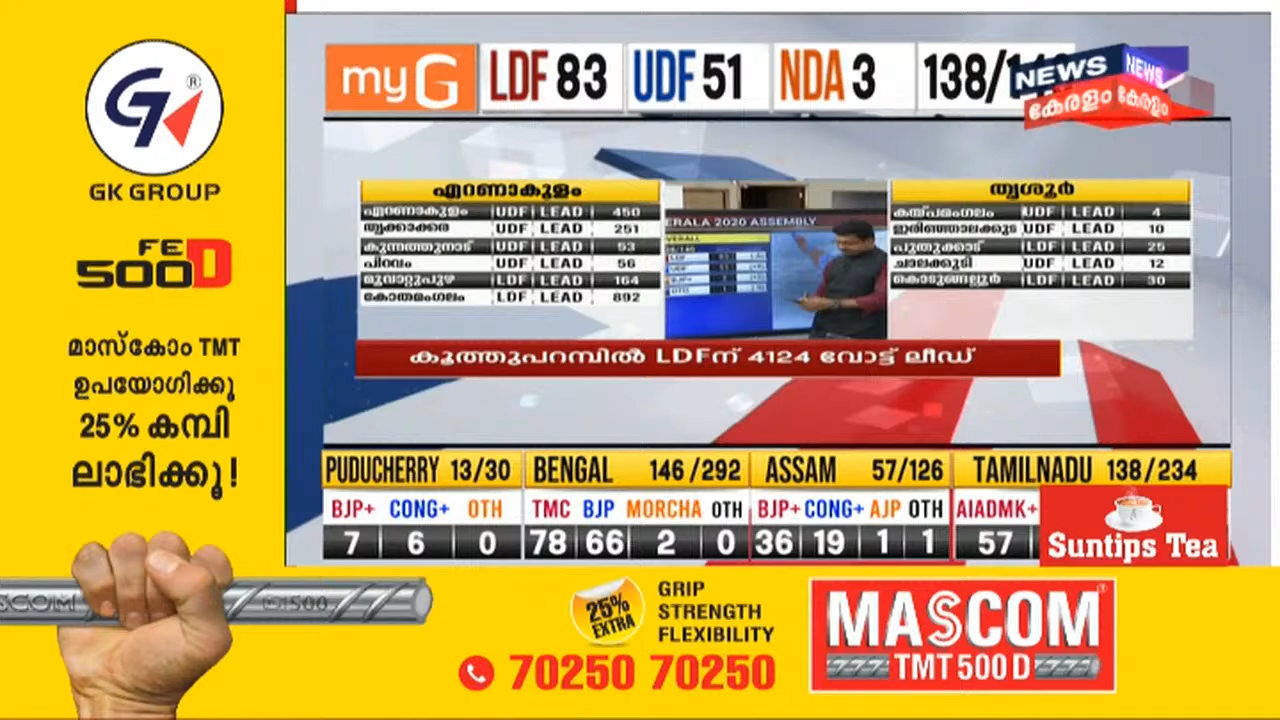 myG LDF 83 UDF 51 NDA 3 138/
NEWS NEWS
കേരളം കേരളം
G ®
GK GROUP
FE
500D
മാസ്കോം TMT
ഉപയോഗിക്കൂ
25% കമ്പി
ലാഭിക്കൂ!
എറണാകുളം
എറണാകുളം UDF LEAD 450
തൃക്കാക്കര UDF LEAD 251
കുന്നത്തുനാട് UDF LEAD 53
പിറവം UDF LEAD 56
മൂവാറ്റുപുഴ LDF LEAD 164
കോതമംഗലം LDF LEAD 892
ERALA 2020 ASSEMBLY
തൃശൂർ
UDF LEAD 4
ഇരിങ്ങാലക്കുട UDF LEAD 10
പുതുക്കാട് LDF LEAD 25
ചാലക്കുടി UDF LEAD 12
കൊടുങ്ങല്ലൂർ LDF LEAD 30
കൂത്തുപറമ്പിൽ LDFന് 4124 വോട്ട് ലീഡ്
PUDUCHERRY 13/30 BENGAL 146/292 ASSAM 57/126 TAMILNADU 138/234
BJP+ CONG+ OTH TMC BJP MORCHA OTH BJP+ CONG+ AJP OTH AIADMK+
7 6 0 78 66 2 0 36 19 1 1 57
Suntips Tea
25% EXTRA
GRIP
STRENGTH
FLEXIBILITY
70250 70250
MASCOM
TMT 500 D